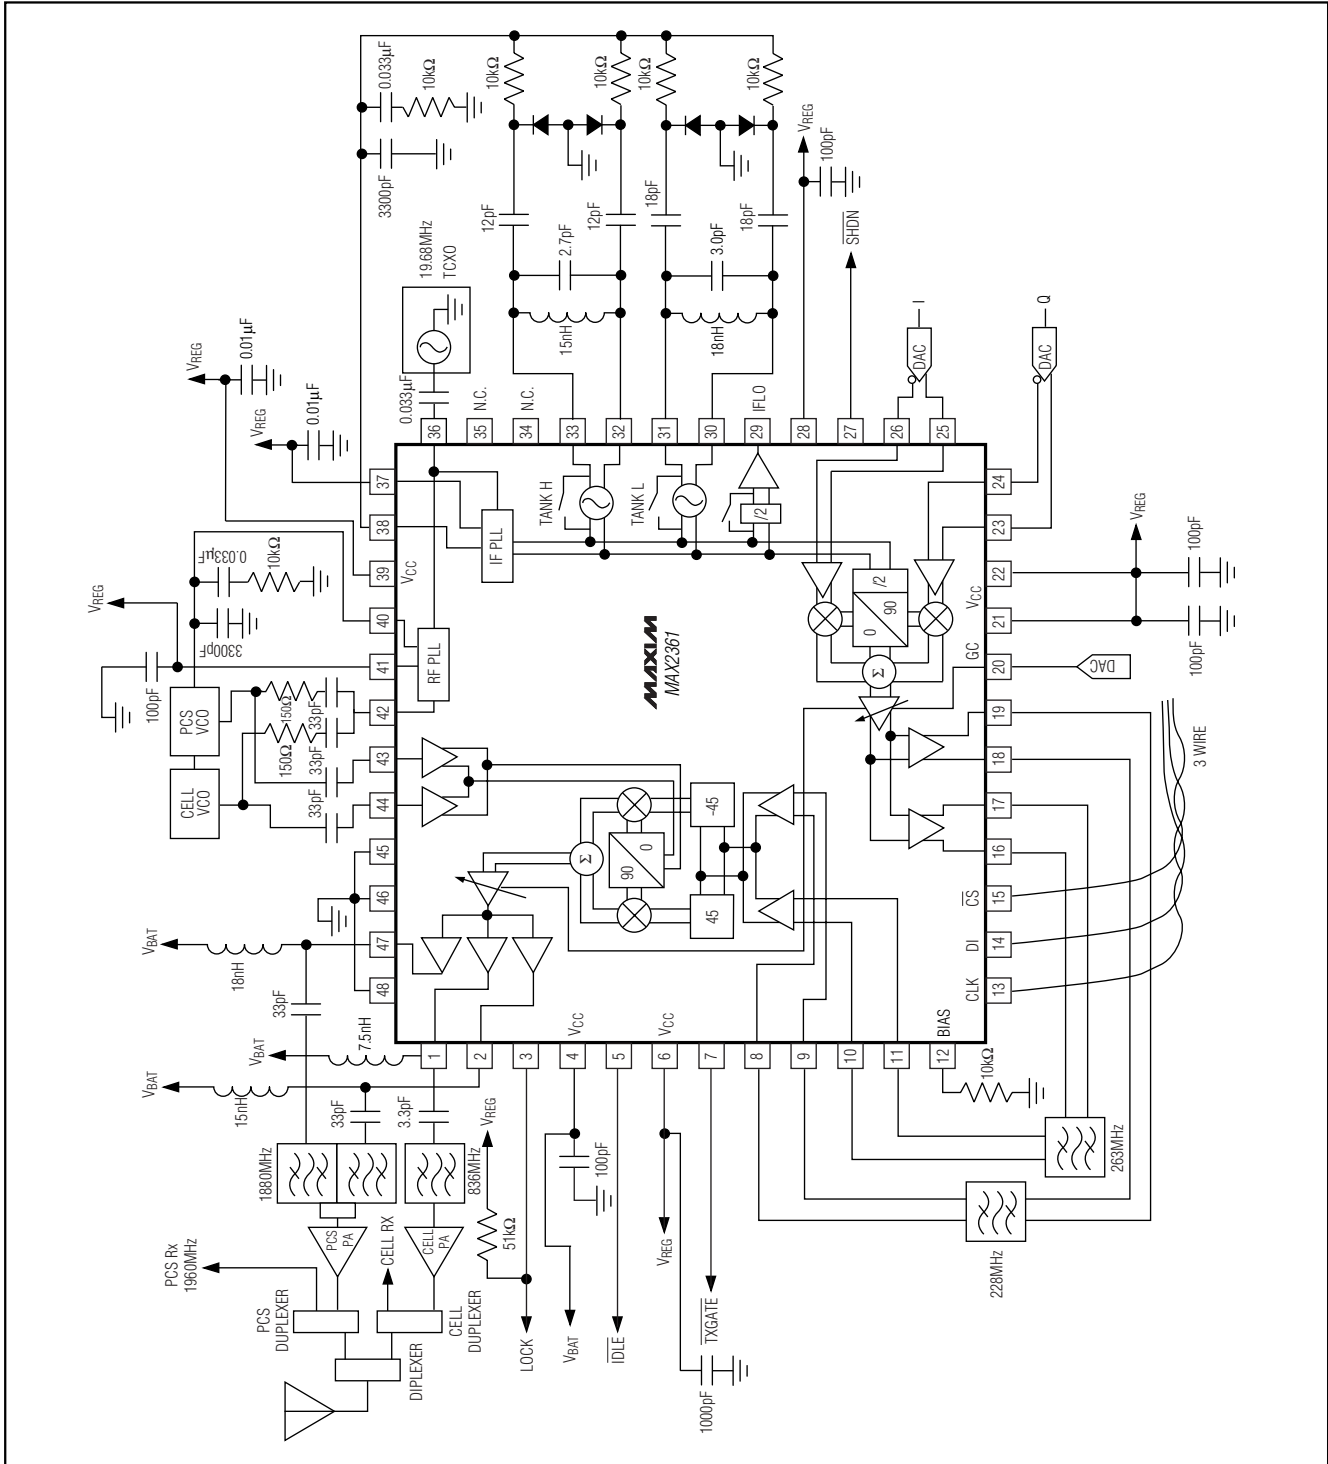 0.033µF
10kΩ
3300pF
10kΩ
10kΩ
10kΩ
10kΩ
12pF
12pF
18pF
18pF
2.7pF
3.0pF
15nH
18nH
19.68MHz
TCXO
0.033µF
VREG
100pF
SHDN
I
DAC
Q
DAC
VREG
0.01µF
VREG
0.01µF
N.C.
N.C.
IFLO
36
35
34
33
32
31
30
29
28
27
26
25
37
38
39
40
41
42
43
44
45
46
47
48
VCC
TANK H
TANK L
IF PLL
RF PLL
/2
/2
0
90
Σ
MAXIM
MAX2361
24
23
22
21
20
19
18
17
16
15
14
13
VCC
GC
CS
DI
CLK
VREG
100pF
100pF
DAC
3 WIRE
VREG
0.033µF
10kΩ
3300pF
100pF
PCS
VCO
CELL
VCO
150Ω
150Ω
33pF
33pF
33pF
33pF
-45
45
90
0
Σ
VBAT
18nH
33pF
VBAT
7.5nH
VBAT
15nH
33pF
3.3pF
1
2
3
4
5
6
7
8
9
10
11
12
VCC
VCC
BIAS
10kΩ
1880MHz
836MHz
PCS
PA
CELL
PA
PCS Rx
1960MHz
CELL RX
PCS
DUPLEXER
CELL
DUPLEXER
DIPLEXER
VREG
51kΩ
LOCK
100pF
VBAT
IDLE
VREG
TXGATE
1000pF
263MHz
228MHz